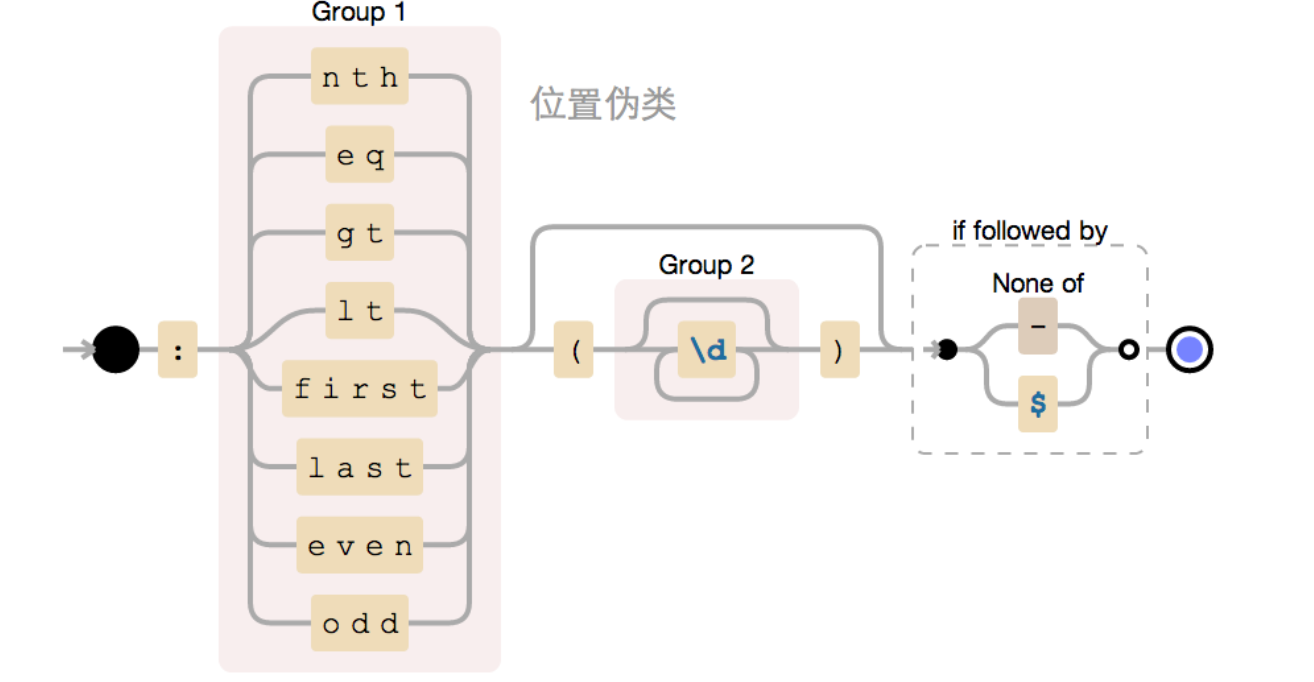 Group 1
nth
位置伪类
eq
gt
if followed by
Group 2
None of
lt
-
:
(
\d
)
first
$
last
even
odd